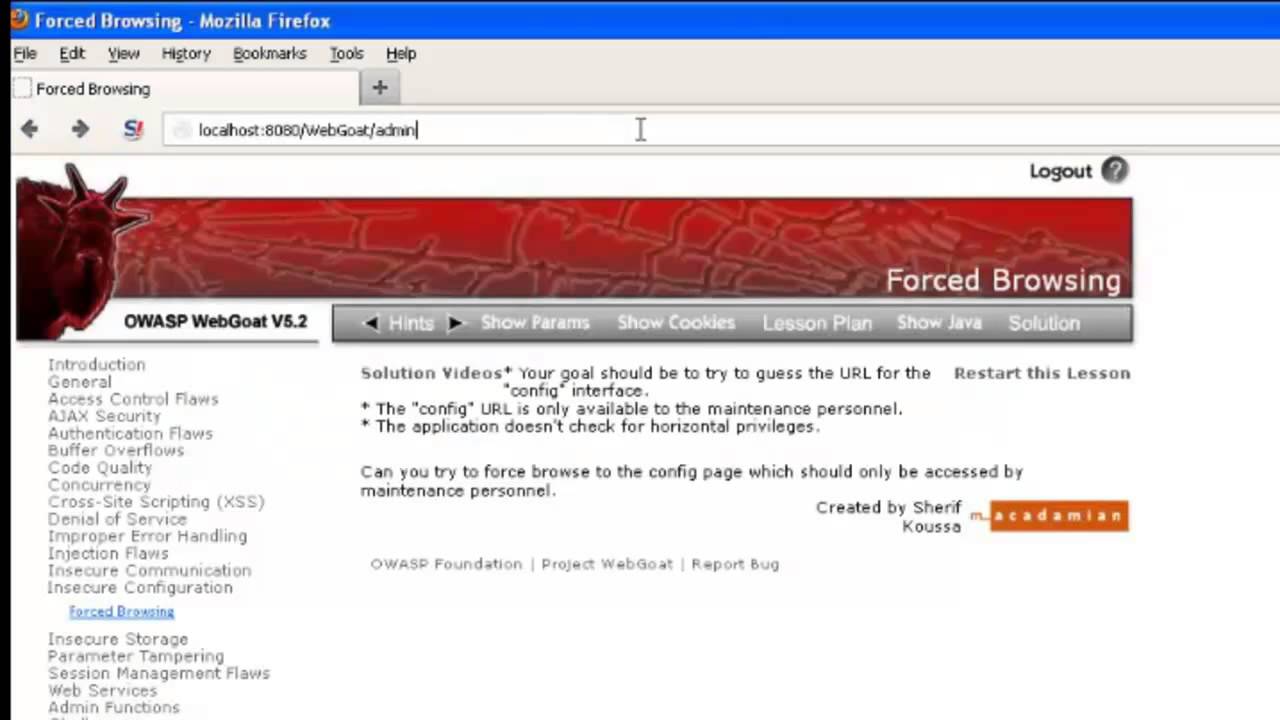 Forced Browsing - Mozilla Firefox
File Edit View History Bookmarks Tools Help
Forced Browsing
+
S! localhost:8080/WebGoat/admin
Logout ?
Forced Browsing
OWASP WebGoat V5.2
Hints Show Params Show Cookies Lesson Plan Show Java Solution
Introduction
General
Access Control Flaws
AJAX Security
Authentication Flaws
Buffer Overflows
Code Quality
Concurrency
Cross-Site Scripting (XSS)
Denial of Service
Improper Error Handling
Injection Flaws
Insecure Communication
Insecure Configuration
Forced Browsing
Insecure Storage
Parameter Tampering
Session Management Flaws
Web Services
Admin Functions
Solution Videos* Your goal should be to try to guess the URL for the
"config" interface.
Restart this Lesson
* The "config" URL is only available to the maintenance personnel.
* The application doesn't check for horizontal privileges.
Can you try to force browse to the config page which should only be accessed by
maintenance personnel.
Created by Sherif
Koussa
m_acadamian
OWASP Foundation | Project WebGoat | Report Bug